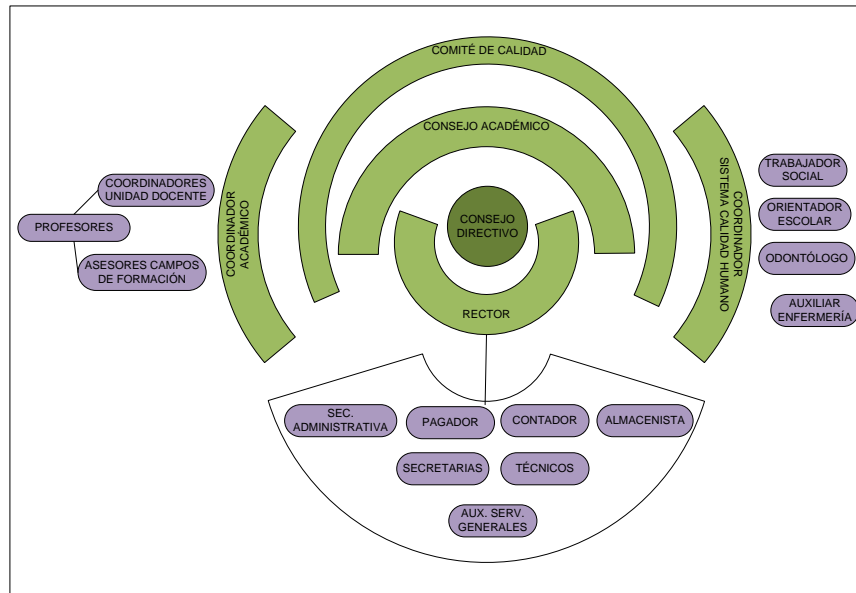 COMITÉ DE CALIDAD
CONSEJO ACADÉMICO
CONSEJO
DIRECTIVO
RECTOR
COORDINADOR
ACADÉMICO
COORDINADORES
UNIDAD DOCENTE
PROFESORES
ASESORES CAMPOS
DE FORMACIÓN
COORDINADOR
SISTEMA CALIDAD HUMANO
TRABAJADOR
SOCIAL
ORIENTADOR
ESCOLAR
ODONTÓLOGO
AUXILIAR
ENFERMERÍA
SEC.
ADMINISTRATIVA
PAGADOR
CONTADOR
ALMACENISTA
SECRETARIAS
TÉCNICOS
AUX. SERV.
GENERALES